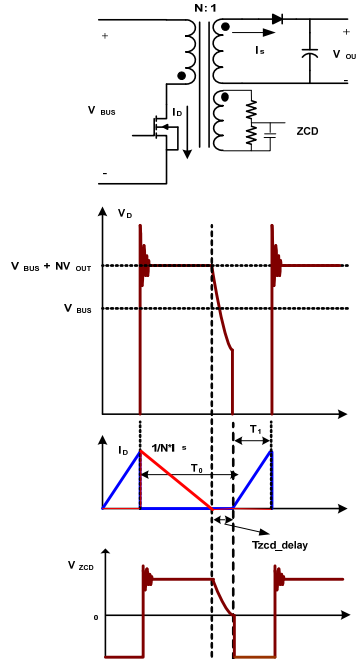 N: 1
+
+
I s
V OU
V BUS
I D
ZCD
-
-
V D
V BUS + NV OUT
V BUS
T 1
I D
1/N*I s
T 0
Tzcd_delay
V ZCD
0